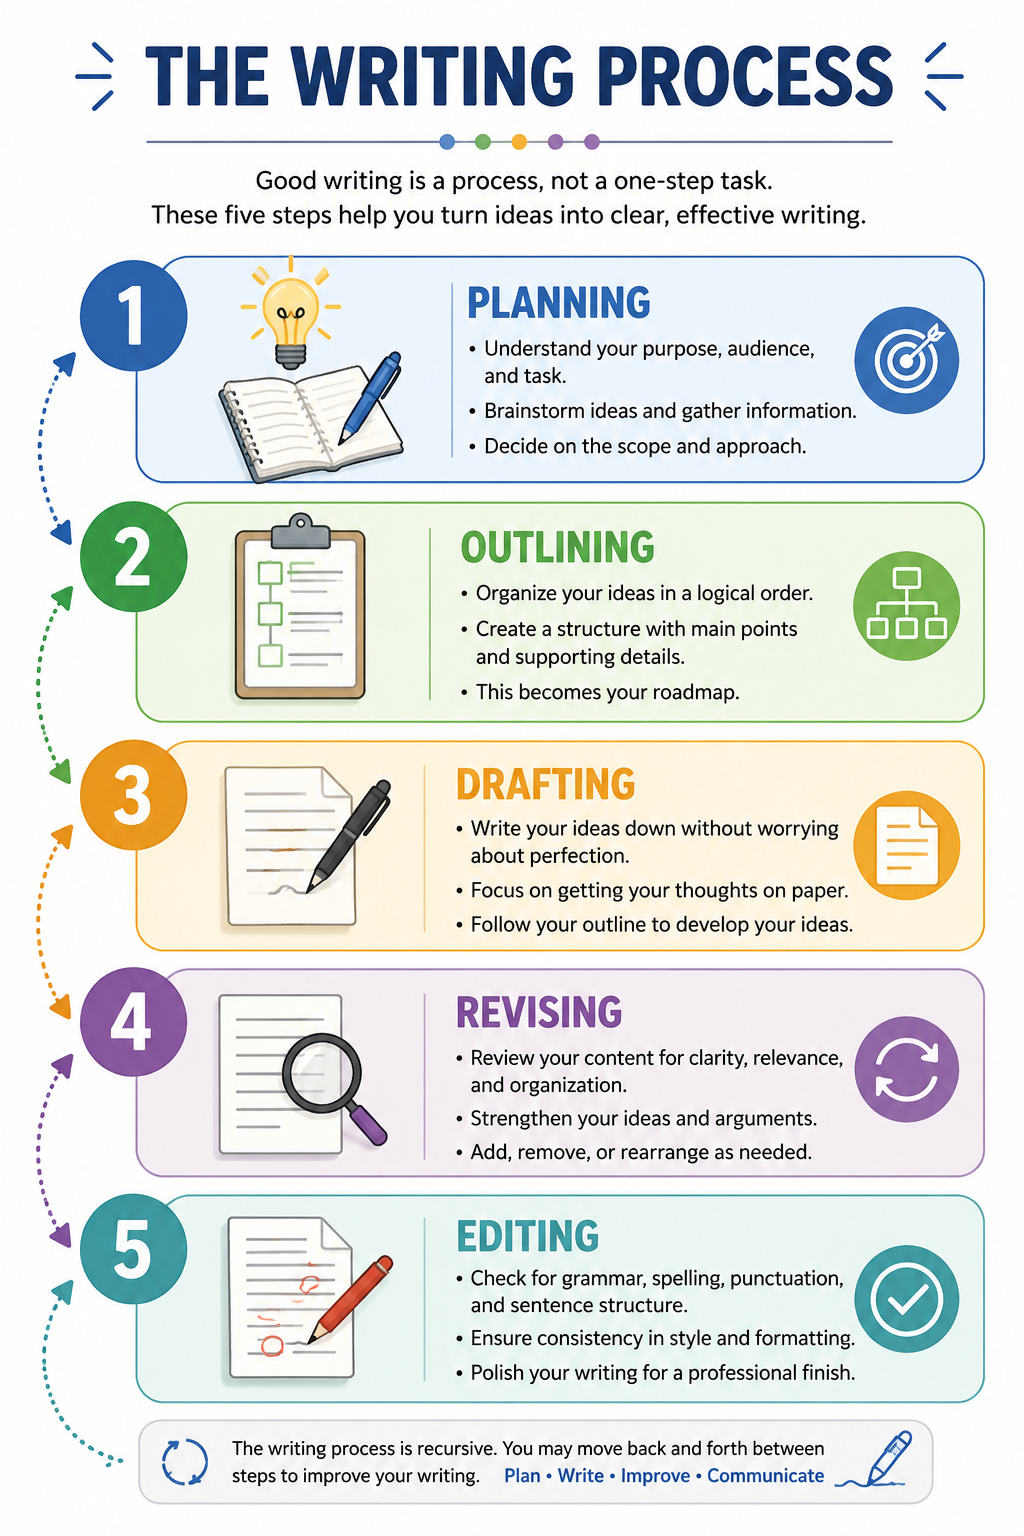 THE WRITING PROCESS
Good writing is a process, not a one-step task.
These five steps help you turn ideas into clear, effective writing.
1
PLANNING
• Understand your purpose, audience,
and task.
• Brainstorm ideas and gather information.
• Decide on the scope and approach.
2
OUTLINING
• Organize your ideas in a logical order.
• Create a structure with main points
and supporting details.
• This becomes your roadmap.
3
DRAFTING
• Write your ideas down without worrying
about perfection.
• Focus on getting your thoughts on paper.
• Follow your outline to develop your ideas.
4
REVISING
• Review your content for clarity, relevance,
and organization.
• Strengthen your ideas and arguments.
• Add, remove, or rearrange as needed.
5
EDITING
• Check for grammar, spelling, punctuation,
and sentence structure.
• Ensure consistency in style and formatting.
• Polish your writing for a professional finish.
The writing process is recursive. You may move back and forth between
steps to improve your writing. Plan • Write • Improve • Communicate